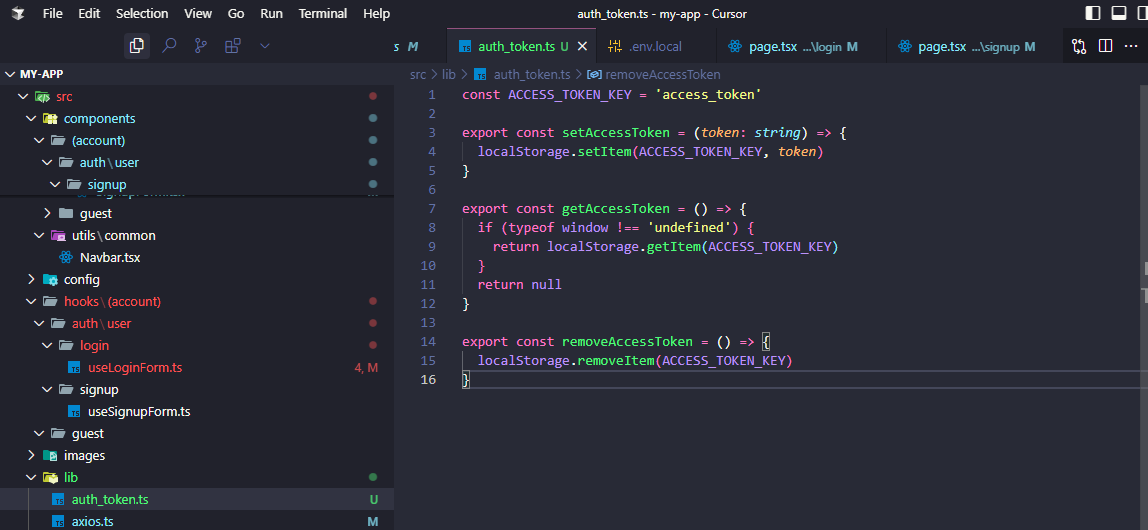 File Edit Selection View Go Run Terminal Help auth_token.ts - my-app - Cursor
s M auth_token.ts U .env.local page.tsx ...\login M page.tsx ...\signup M
MY-APP
src > lib > TS auth_token.ts > removeAccessToken
src
components
(account)
auth\user
signup
guest
utils\common
Navbar.tsx
config
hooks\(account)
auth\user
login
TS useLoginForm.ts 4, M
signup
TS useSignupForm.ts
guest
images
lib
TS auth_token.ts U
TS axios.ts M
1 const ACCESS_TOKEN_KEY = 'access_token'
2
3 export const setAccessToken = (token: string) => {
4 localStorage.setItem(ACCESS_TOKEN_KEY, token)
5 }
6
7 export const getAccessToken = () => {
8 if (typeof window !== 'undefined') {
9 return localStorage.getItem(ACCESS_TOKEN_KEY)
10 }
11 return null
12 }
13
14 export const removeAccessToken = () => {
15 localStorage.removeItem(ACCESS_TOKEN_KEY)
16 }